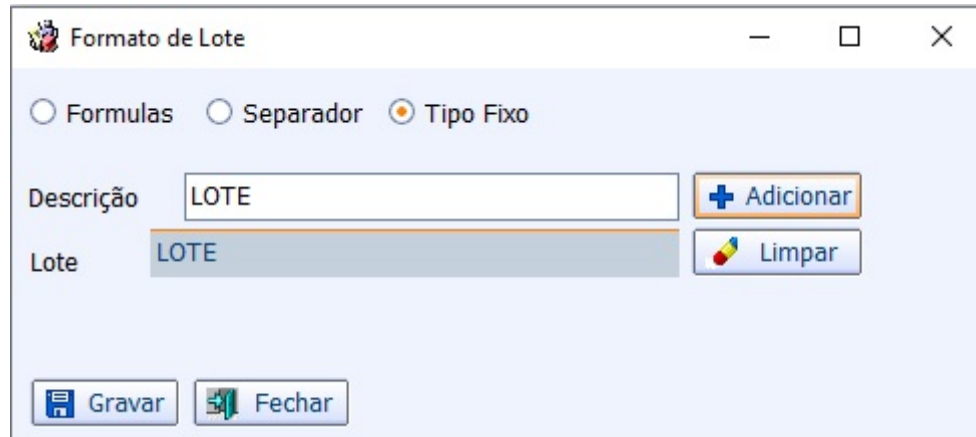 Formato de Lote
Formulas Separador Tipo Fixo
Descrição LOTE Adicionar
Lote LOTE Limpar
Gravar Fechar